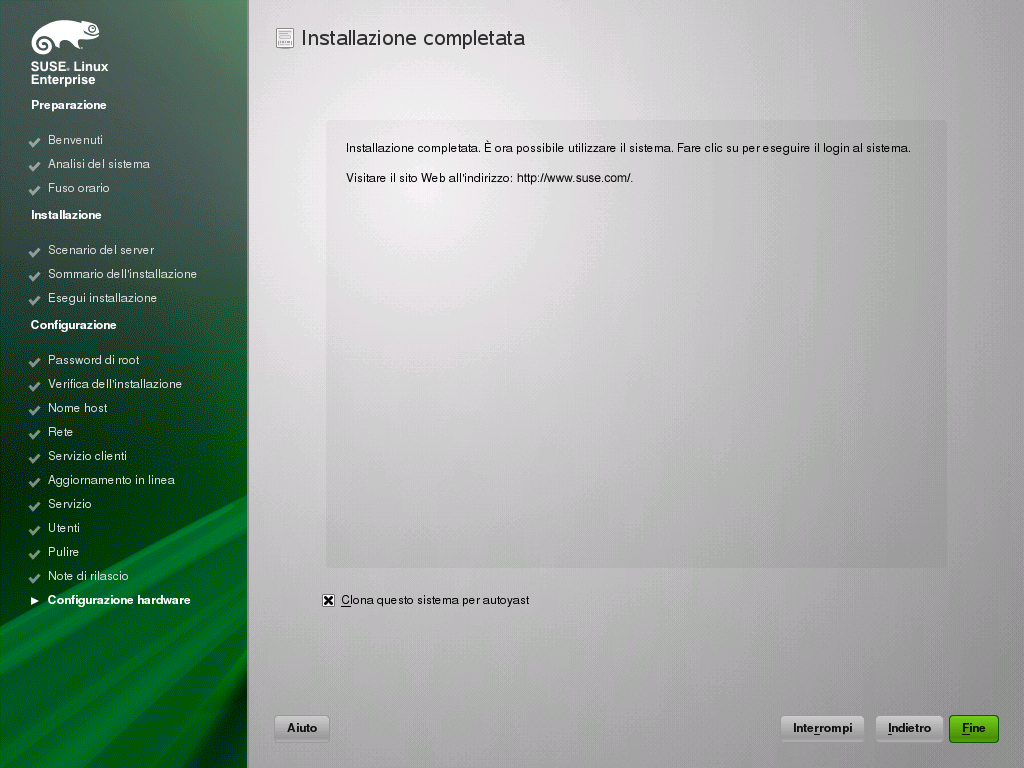 SUSE® Linux
Enterprise
Preparazione
Benvenuti
Analisi del sistema
Fuso orario
Installazione
Scenario del server
Sommario dell'installazione
Esegui installazione
Configurazione
Password di root
Verifica dell'installazione
Nome host
Rete
Servizio clienti
Aggiornamento in linea
Servizio
Utenti
Pulire
Note di rilascio
Configurazione hardware
Installazione completata
Installazione completata. È ora possibile utilizzare il sistema. Fare clic su per eseguire il login al sistema.
Visitare il sito Web all'indirizzo: http://www.suse.com/.
Clona questo sistema per autoyast
Aiuto
Interrompi
Indietro
Fine